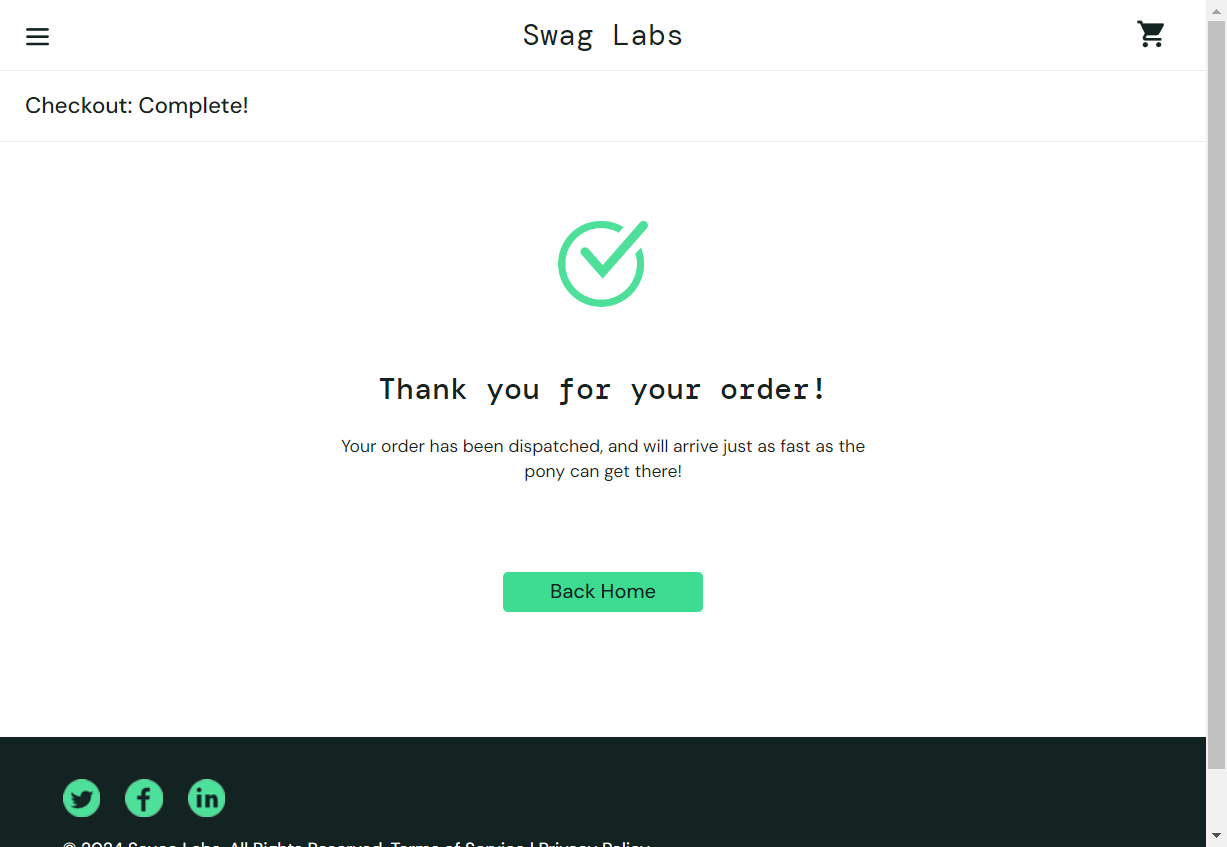 Swag Labs
Checkout: Complete!
Thank you for your order!
Your order has been dispatched, and will arrive just as fast as the
pony can get there!
Back Home
© 2024 Sauce Labs. All Rights Reserved. Terms of Service | Privacy Policy